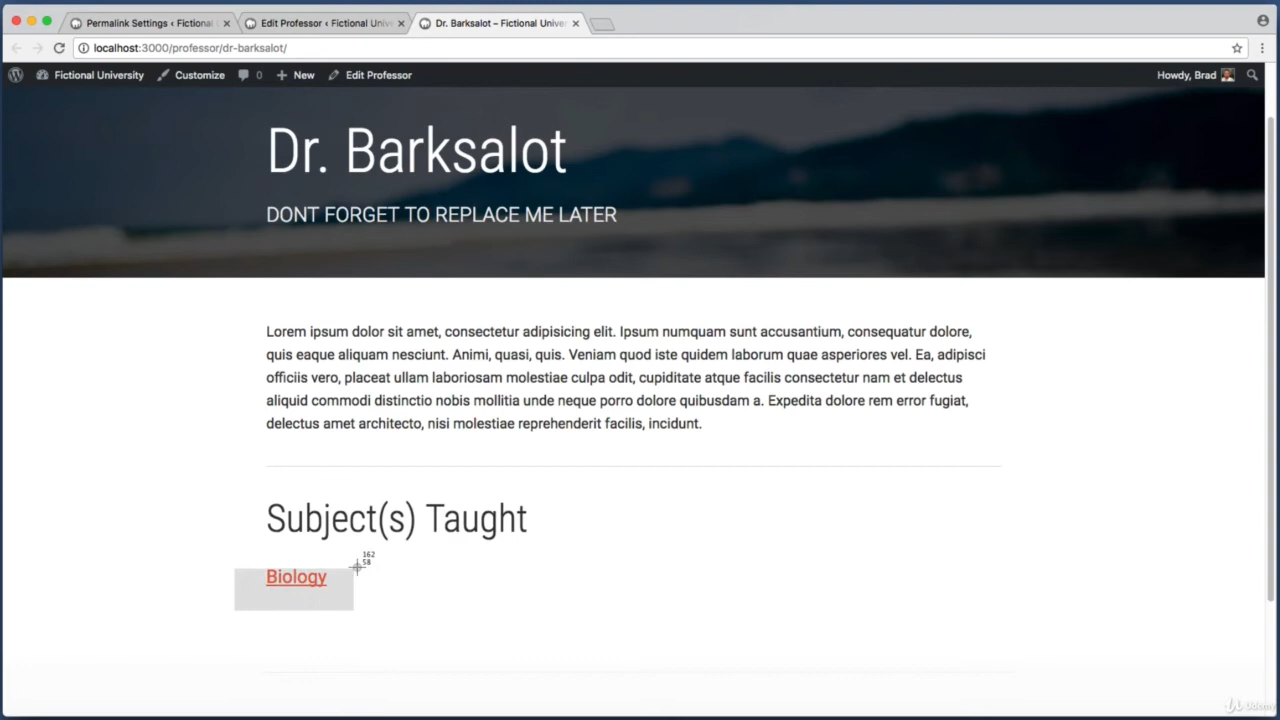 Permalink Settings ‹ Fictional
Edit Professor ‹ Fictional Unive
Dr. Barksalot – Fictional Unive
localhost:3000/professor/dr-barksalot/
Fictional University
Customize
0
New
Edit Professor
Howdy, Brad
Dr. Barksalot
DONT FORGET TO REPLACE ME LATER
Lorem ipsum dolor sit amet, consectetur adipisicing elit. Ipsum numquam sunt accusantium, consequatur dolore,
quis eaque aliquam nesciunt. Animi, quasi, quis. Veniam quod iste quidem laborum quae asperiores vel. Ea, adipisci
officiis vero, placeat ullam laboriosam molestiae culpa odit, cupiditate atque facilis consectetur nam et delectus
aliquid commodi distinctio nobis mollitia unde neque porro dolore quibusdam a. Expedita dolore rem error fugiat,
delectus amet architecto, nisi molestiae reprehenderit facilis, incidunt.
Subject(s) Taught
162
58
Biology
Udemy